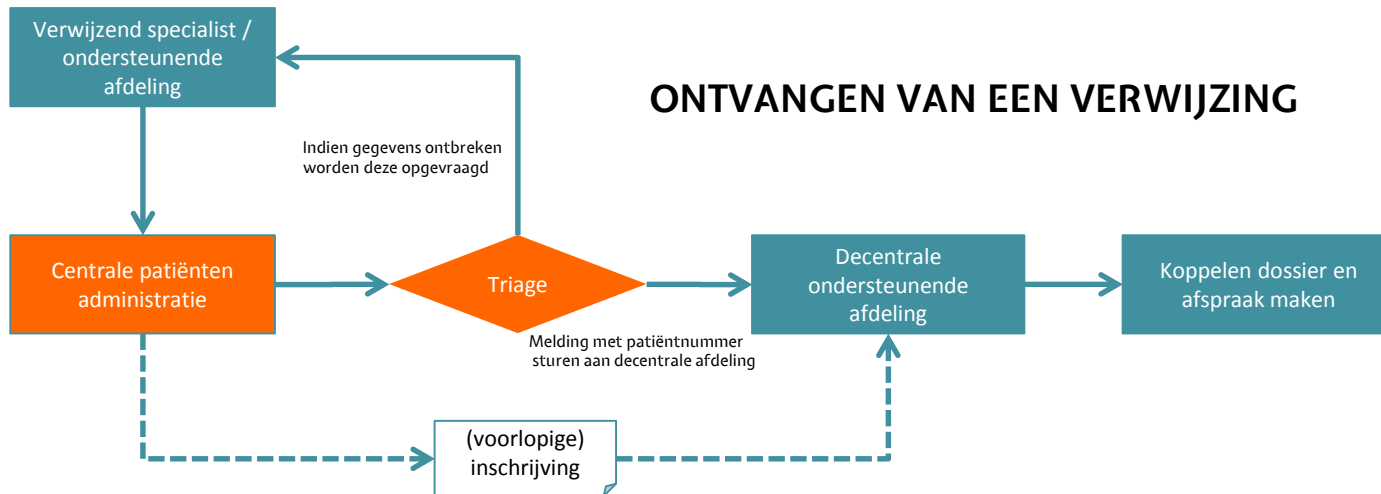 Verwijzend specialist /
ondersteunende
afdeling
ONTVANGEN VAN EEN VERWIJZING
Indien gegevens ontbreken
worden deze opgevraagd
Centrale patiënten
administratie
Triage
Decentrale
ondersteunende
afdeling
Koppelen dossier en
afspraak maken
Melding met patiëntnummer
sturen aan decentrale afdeling
(voorlopige)
inschrijving